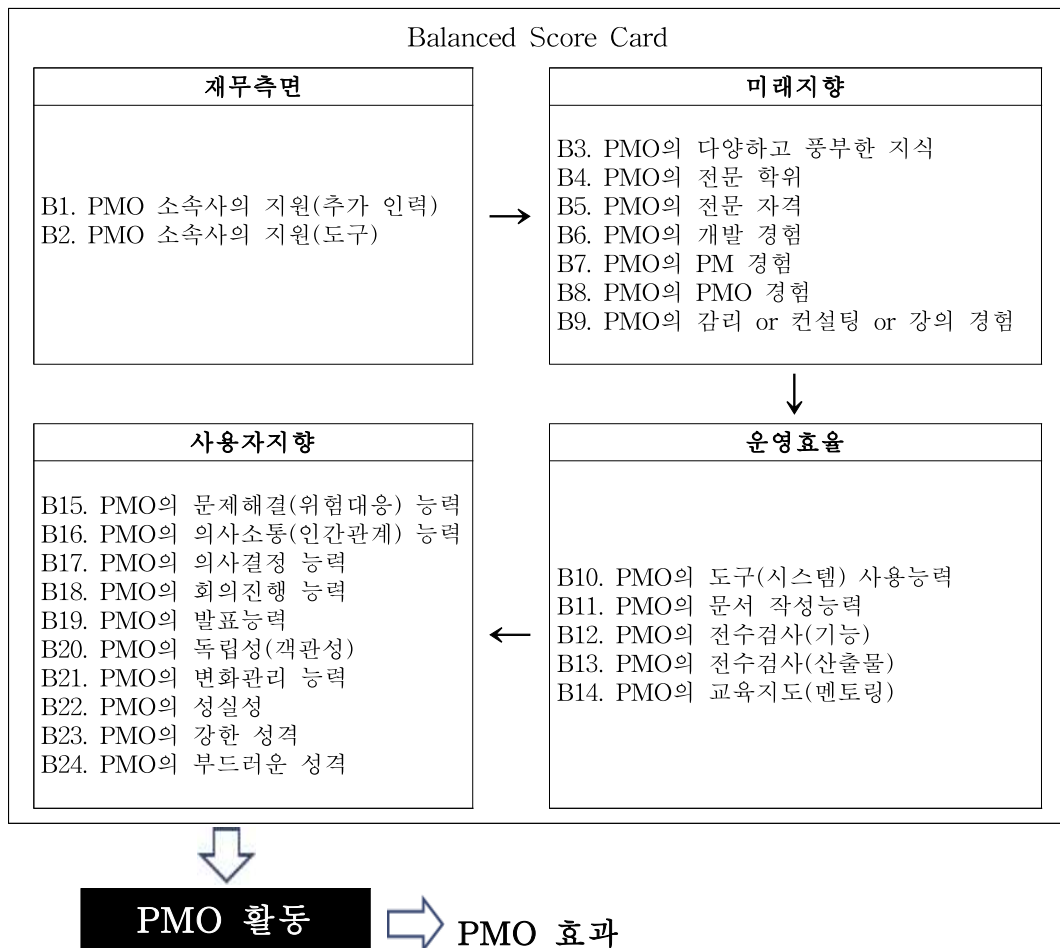 Balanced Score Card
재무측면
B1. PMO 소속사의 지원(추가 인력)
B2. PMO 소속사의 지원(도구)
미래지향
B3. PMO의 다양하고 풍부한 지식
B4. PMO의 전문 학위
B5. PMO의 전문 자격
B6. PMO의 개발 경험
B7. PMO의 PM 경험
B8. PMO의 PMO 경험
B9. PMO의 감리 or 컨설팅 or 강의 경험
사용자지향
B15. PMO의 문제해결(위험대응) 능력
B16. PMO의 의사소통(인간관계) 능력
B17. PMO의 의사결정 능력
B18. PMO의 회의진행 능력
B19. PMO의 발표능력
B20. PMO의 독립성(객관성)
B21. PMO의 변화관리 능력
B22. PMO의 성실성
B23. PMO의 강한 성격
B24. PMO의 부드러운 성격
운영효율
B10. PMO의 도구(시스템) 사용능력
B11. PMO의 문서 작성능력
B12. PMO의 전수검사(기능)
B13. PMO의 전수검사(산출물)
B14. PMO의 교육지도(멘토링)
PMO 활동
PMO 효과